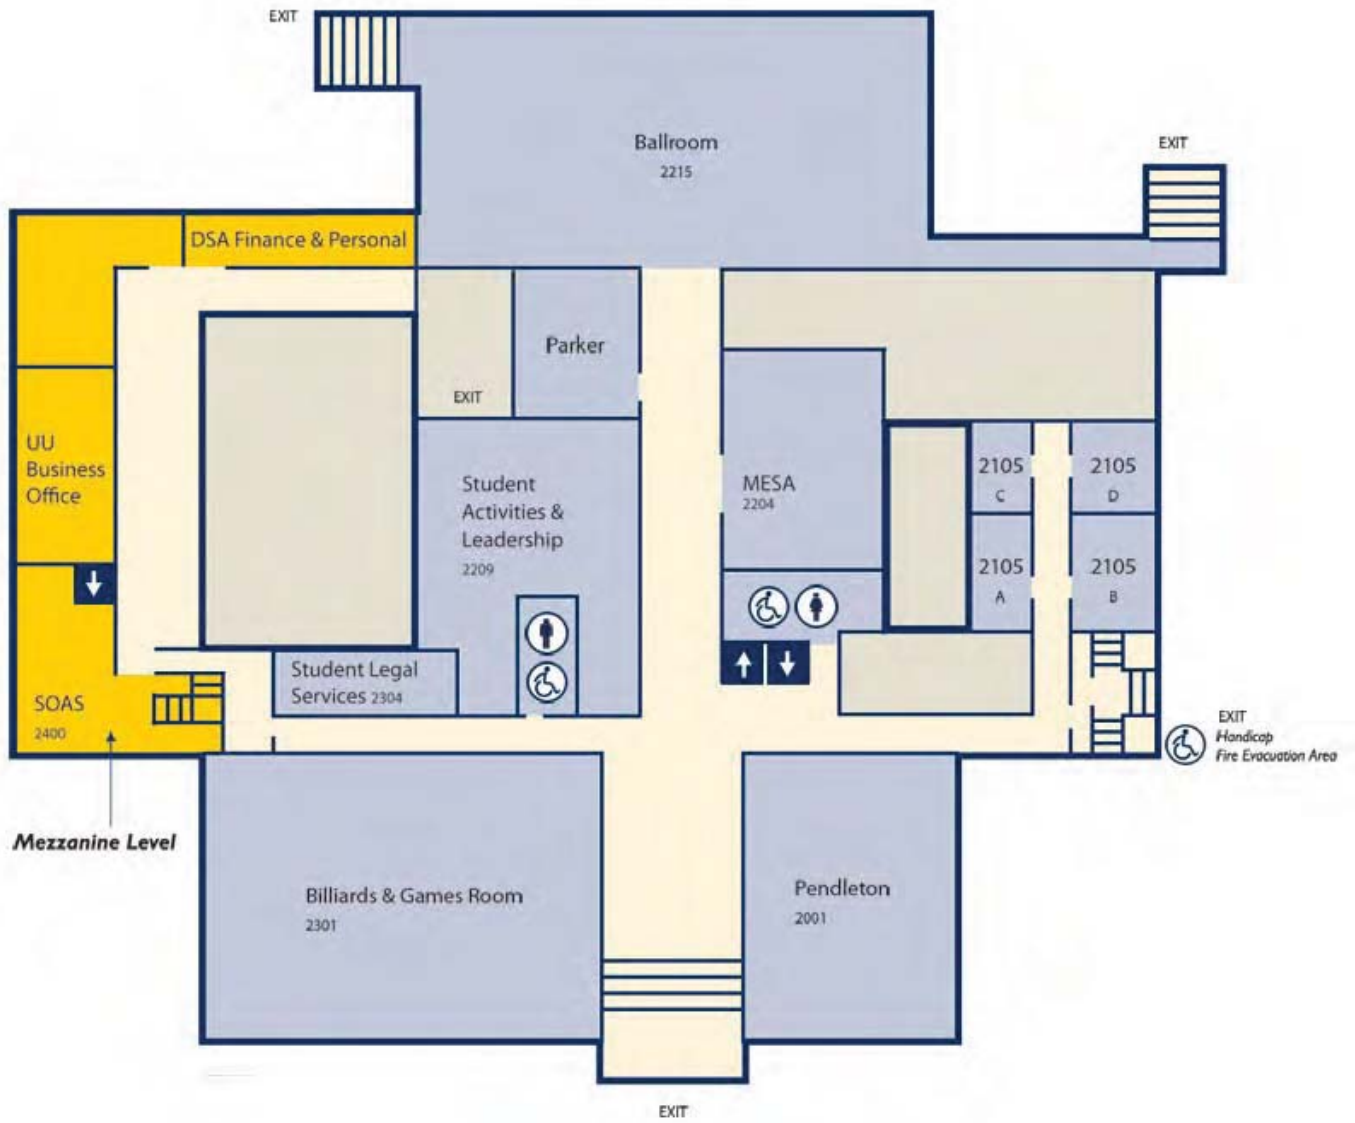 EXIT
Ballroom
2215
EXIT
DSA Finance & Personal
Parker
EXIT
UU
Business
Office
Student
Activities &
Leadership
2209
MESA
2204
2105
C
2105
D
2105
A
2105
B
Student Legal
Services 2304
SOAS
2400
EXIT
Handicap
Fire Evacuation Area
Mezzanine Level
Billiards & Games Room
2301
Pendleton
2001
EXIT